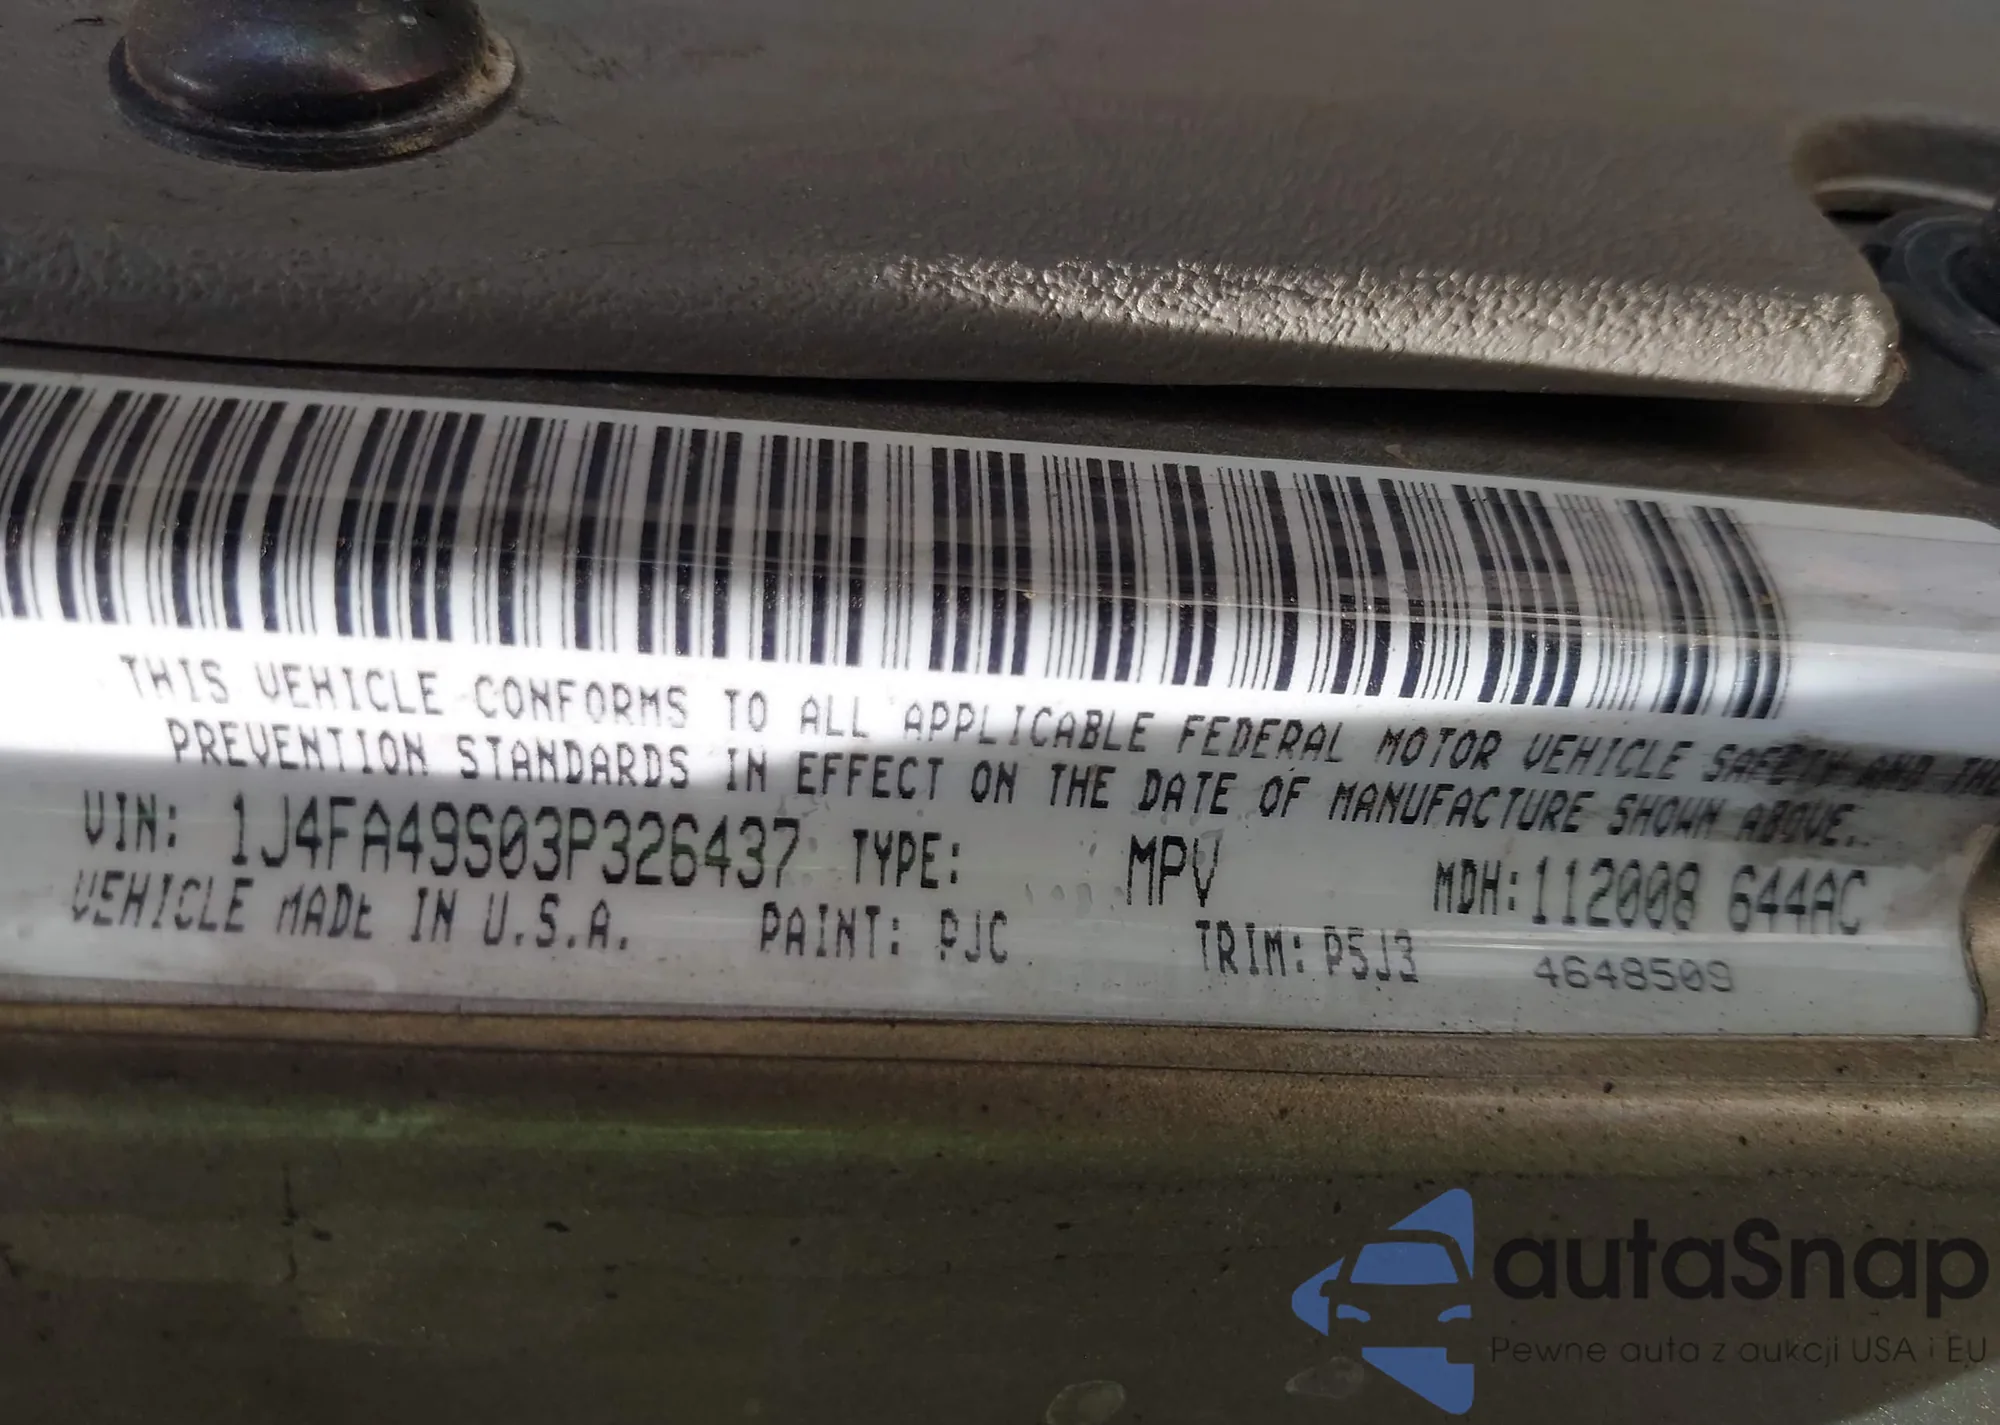 THIS VEHICLE CONFORMS TO ALL APPLICABLE FEDERAL MOTOR VEHICLE SAFETY AND
PREVENTION STANDARDS IN EFFECT ON THE DATE OF MANUFACTURE SHOWN ABOVE.
VIN: 1J4FA49S03P326437 TYPE: MPV MDH:112008 644AC
VEHICLE MADE IN U.S.A. PAINT: PJC TRIM: P5J3 4648509
autaSnap
Pewne auta z aukcji USA i EU